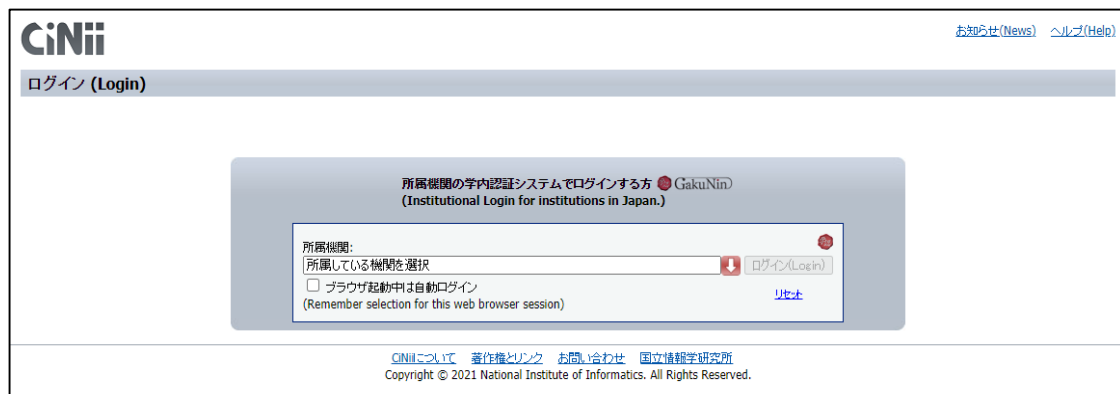 CiNii
お知らせ(News) ヘルプ(Help)
ログイン (Login)
所属機関の学内認証システムでログインする方 GakuNin
(Institutional Login for institutions in Japan.)
所属機関:
所属している機関を選択 ログイン(Login)
ブラウザ起動中は自動ログイン
(Remember selection for this web browser session) リセット
CiNiiについて 著作権とリンク お問い合わせ 国立情報学研究所
Copyright © 2021 National Institute of Informatics. All Rights Reserved.